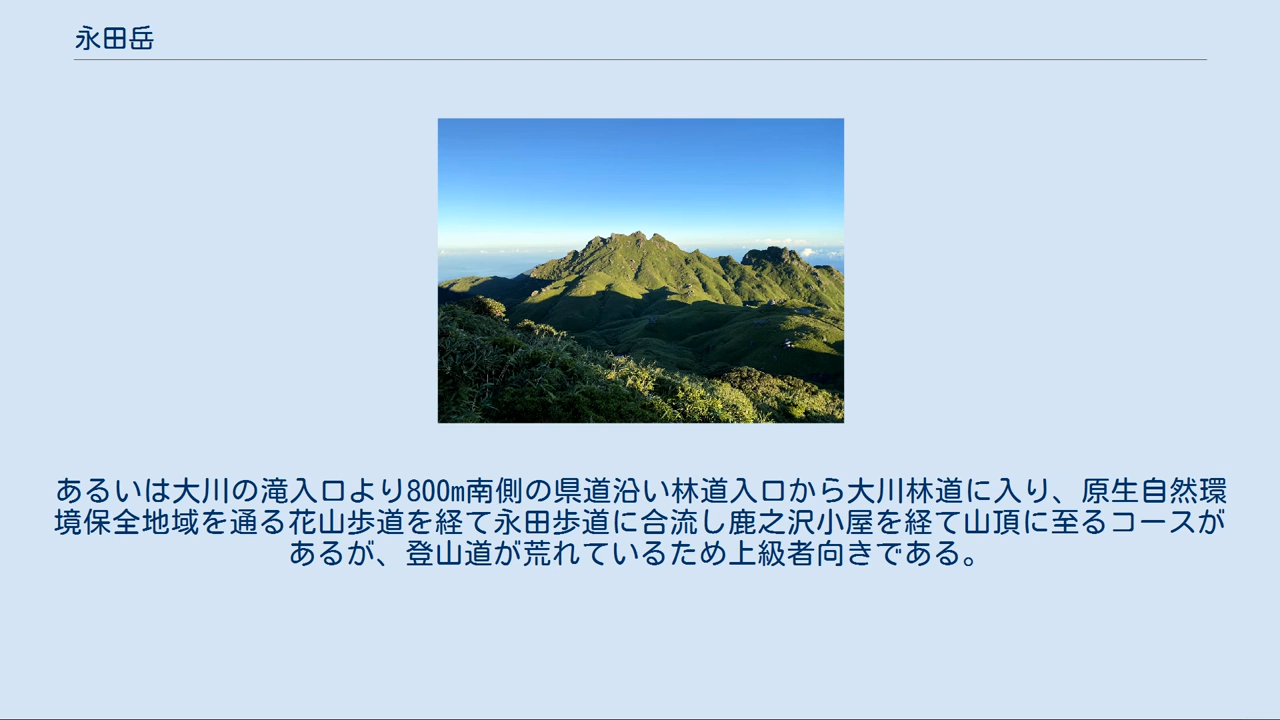 永田岳
あるいは大川の滝入口より800m南側の県道沿い林道入口から大川林道に入り、原生自然環
境保全地域を通る花山歩道を経て永田歩道に合流し鹿之沢小屋を経て山頂に至るコースが
あるが、登山道が荒れているため上級者向きである。